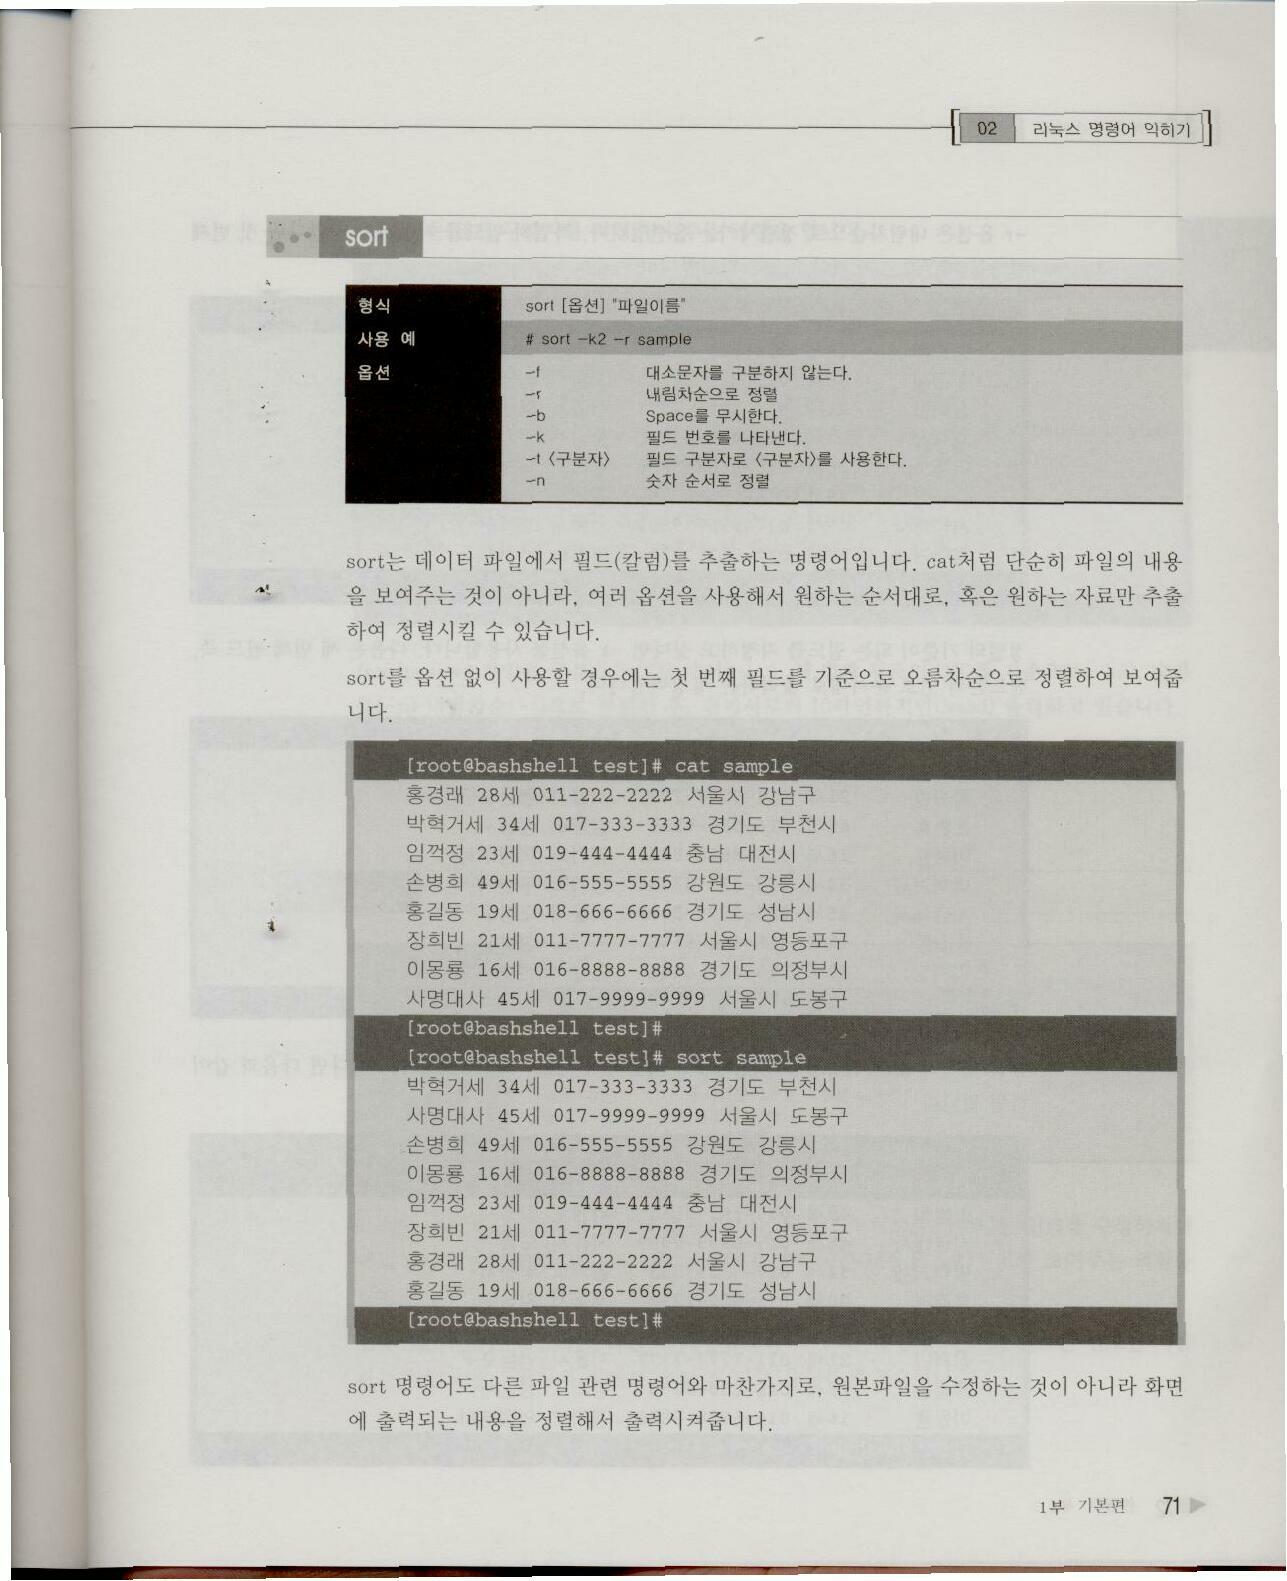 02 리눅스 명령어 익히기
sort
형식 sort [옵션] "파일이름"
사용 예 # sort -k2 -r sample
옵션 -f 대소문자를 구분하지 않는다.
-r 내림차순으로 정렬
-b Space를 무시한다.
-k 필드 번호를 나타낸다.
-t 〈구분자〉 필드 구분자로 〈구분자〉를 사용한다.
-n 숫자 순서로 정렬
sort는 데이터 파일에서 필드(칼럼)를 추출하는 명령어입니다. cat처럼 단순히 파일의 내용
을 보여주는 것이 아니라, 여러 옵션을 사용해서 원하는 순서대로, 혹은 원하는 자료만 추출
하여 정렬시킬 수 있습니다.
sort를 옵션 없이 사용할 경우에는 첫 번째 필드를 기준으로 오름차순으로 정렬하여 보여줍
니다.
[root@bashshell test]# cat sample
홍경래 28세 011-222-2222 서울시 강남구
박혁거세 34세 017-333-3333 경기도 부천시
임꺽정 23세 019-444-4444 충남 대전시
손병희 49세 016-555-5555 강원도 강릉시
홍길동 19세 018-666-6666 경기도 성남시
장희빈 21세 011-7777-7777 서울시 영등포구
이몽룡 16세 016-8888-8888 경기도 의정부시
사명대사 45세 017-9999-9999 서울시 도봉구
[root@bashshell test]#
[root@bashshell test]# sort sample
박혁거세 34세 017-333-3333 경기도 부천시
사명대사 45세 017-9999-9999 서울시 도봉구
손병희 49세 016-555-5555 강원도 강릉시
이몽룡 16세 016-8888-8888 경기도 의정부시
임꺽정 23세 019-444-4444 충남 대전시
장희빈 21세 011-7777-7777 서울시 영등포구
홍경래 28세 011-222-2222 서울시 강남구
홍길동 19세 018-666-6666 경기도 성남시
[root@bashshell test]#
sort 명령어도 다른 파일 관련 명령어와 마찬가지로, 원본파일을 수정하는 것이 아니라 화면
에 출력되는 내용을 정렬해서 출력시켜줍니다.
1부 기본편 71